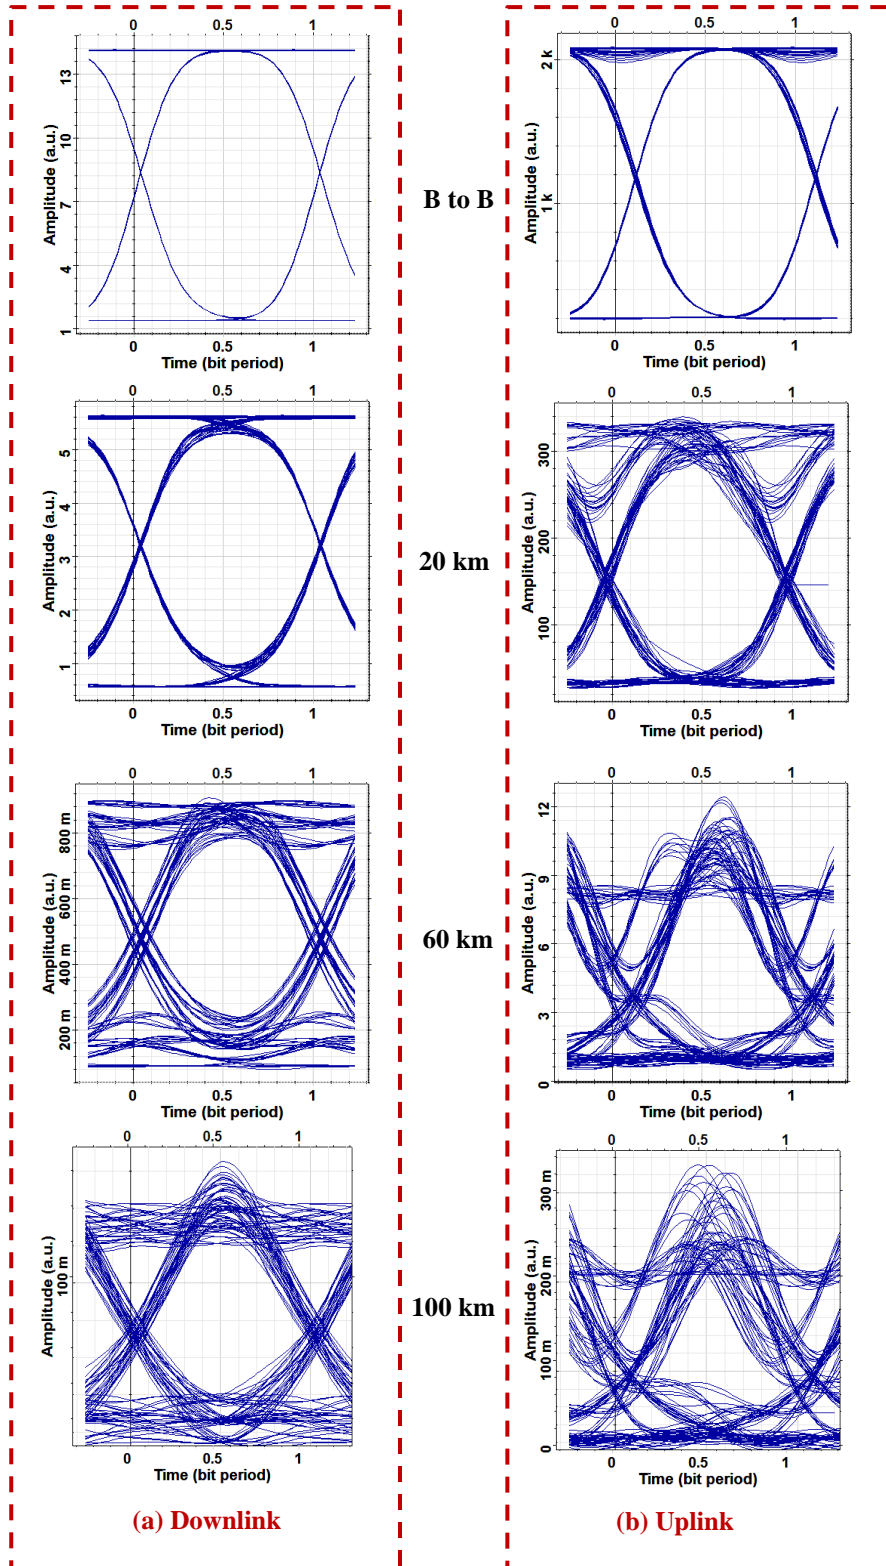 0 0.5 1
Amplitude (a.u.)
13
10
7
4
1
0 0.5 1
Time (bit period)
B to B
0 0.5 1
Amplitude (a.u.)
2 k
1 k
0 0.5 1
Time (bit period)
0 0.5 1
Amplitude (a.u.)
5
4
3
2
1
0 0.5 1
Time (bit period)
20 km
0 0.5 1
Amplitude (a.u.)
300
200
100
0 0.5 1
Time (bit period)
0 0.5 1
Amplitude (a.u.)
800 m
600 m
400 m
200 m
0 0.5 1
Time (bit period)
60 km
0 0.5 1
Amplitude (a.u.)
12
9
6
3
0
0 0.5 1
Time (bit period)
0 0.5 1
Amplitude (a.u.)
100 m
0 0.5 1
Time (bit period)
100 km
0 0.5 1
Amplitude (a.u.)
300 m
200 m
100 m
0
0 0.5 1
Time (bit period)
(a) Downlink
(b) Uplink